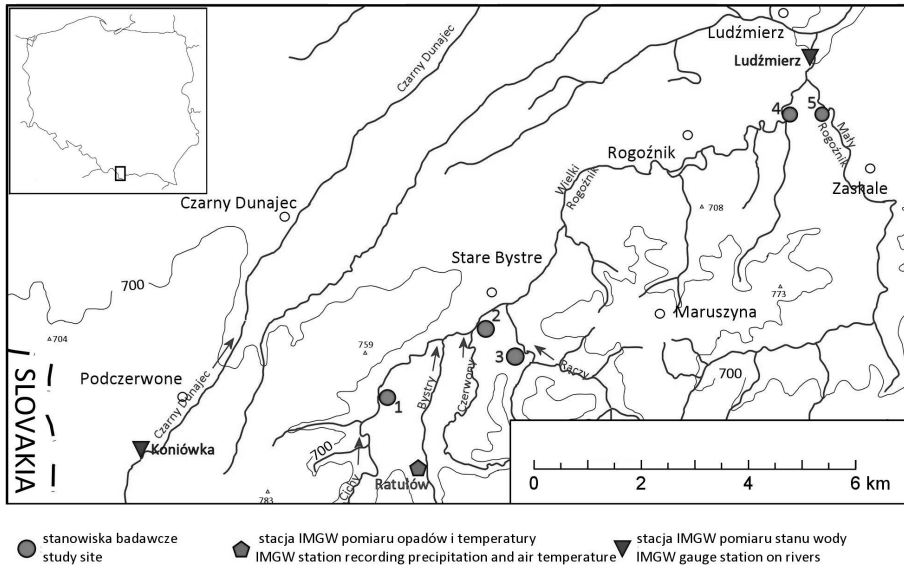 Ludźmierz
Ludźmierz
Czarny Dunajec
4
5
Mały
Rogoźnik
Rogoźnik
Wielki
Rogoźnik
Zaskale
Czarny Dunajec
708
Stare Bystre
700
773
Maruszyna
704
759
2
3
Rączy
700
SLOVAKIA
Podczerwone
Czarny Dunajec
Bystry
Czerwony
1
Koniówka
700
Cichy
Ratułów
783
0 2 4 6 km
stanowiska badawcze
study site
stacja IMGW pomiaru opadów i temperatury
IMGW station recording precipitation and air temperature
stacja IMGW pomiaru stanu wody
IMGW gauge station on rivers